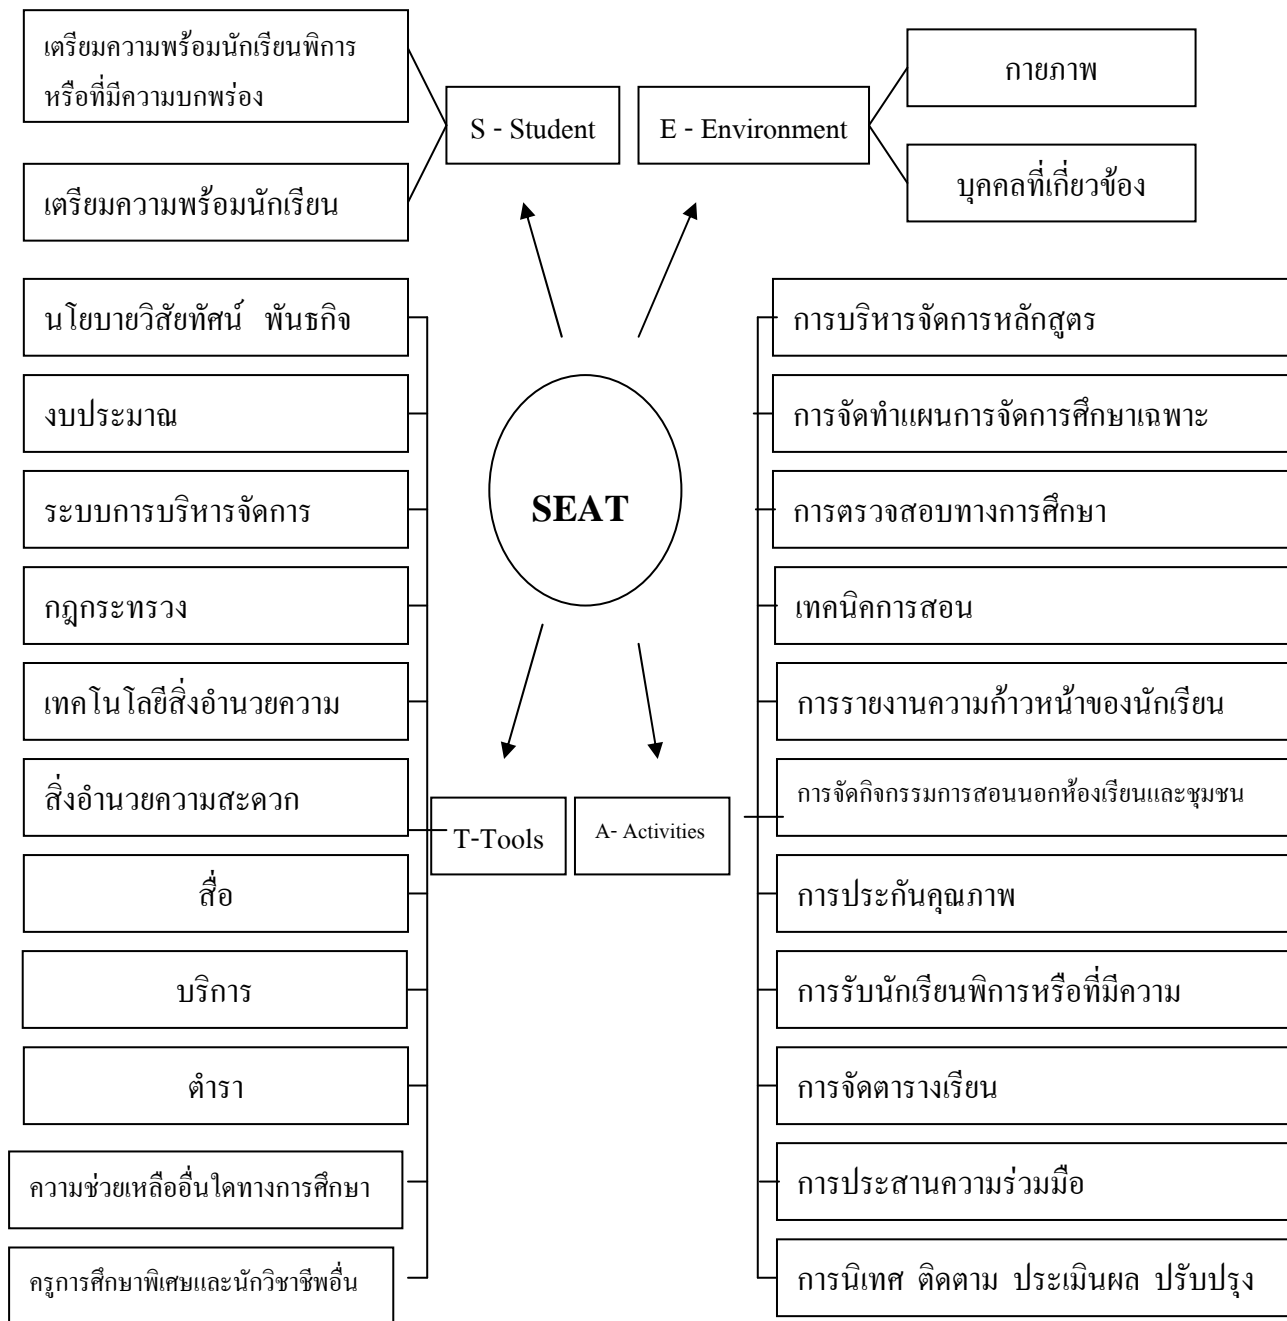 เตรียมความพร้อมนักเรียนพิการ
หรือที่มีความบกพร่อง
เตรียมความพร้อมนักเรียน
S - Student
E - Environment
กายภาพ
บุคคลที่เกี่ยวข้อง
SEAT
นโยบายวิสัยทัศน์ พันธกิจ
งบประมาณ
ระบบการบริหารจัดการ
กฎกระทรวง
เทคโนโลยีสิ่งอำนวยความ
สิ่งอำนวยความสะดวก
สื่อ
บริการ
ตำรา
ความช่วยเหลืออื่นใดทางการศึกษา
ครูการศึกษาพิเศษและนักวิชาชีพอื่น
T-Tools
A- Activities
การบริหารจัดการหลักสูตร
การจัดทำแผนการจัดการศึกษาเฉพาะ
การตรวจสอบทางการศึกษา
เทคนิคการสอน
การรายงานความก้าวหน้าของนักเรียน
การจัดกิจกรรมการสอนนอกห้องเรียนและชุมชน
การประกันคุณภาพ
การรับนักเรียนพิการหรือที่มีความ
การจัดตารางเรียน
การประสานความร่วมมือ
การนิเทศ ติดตาม ประเมินผล ปรับปรุง